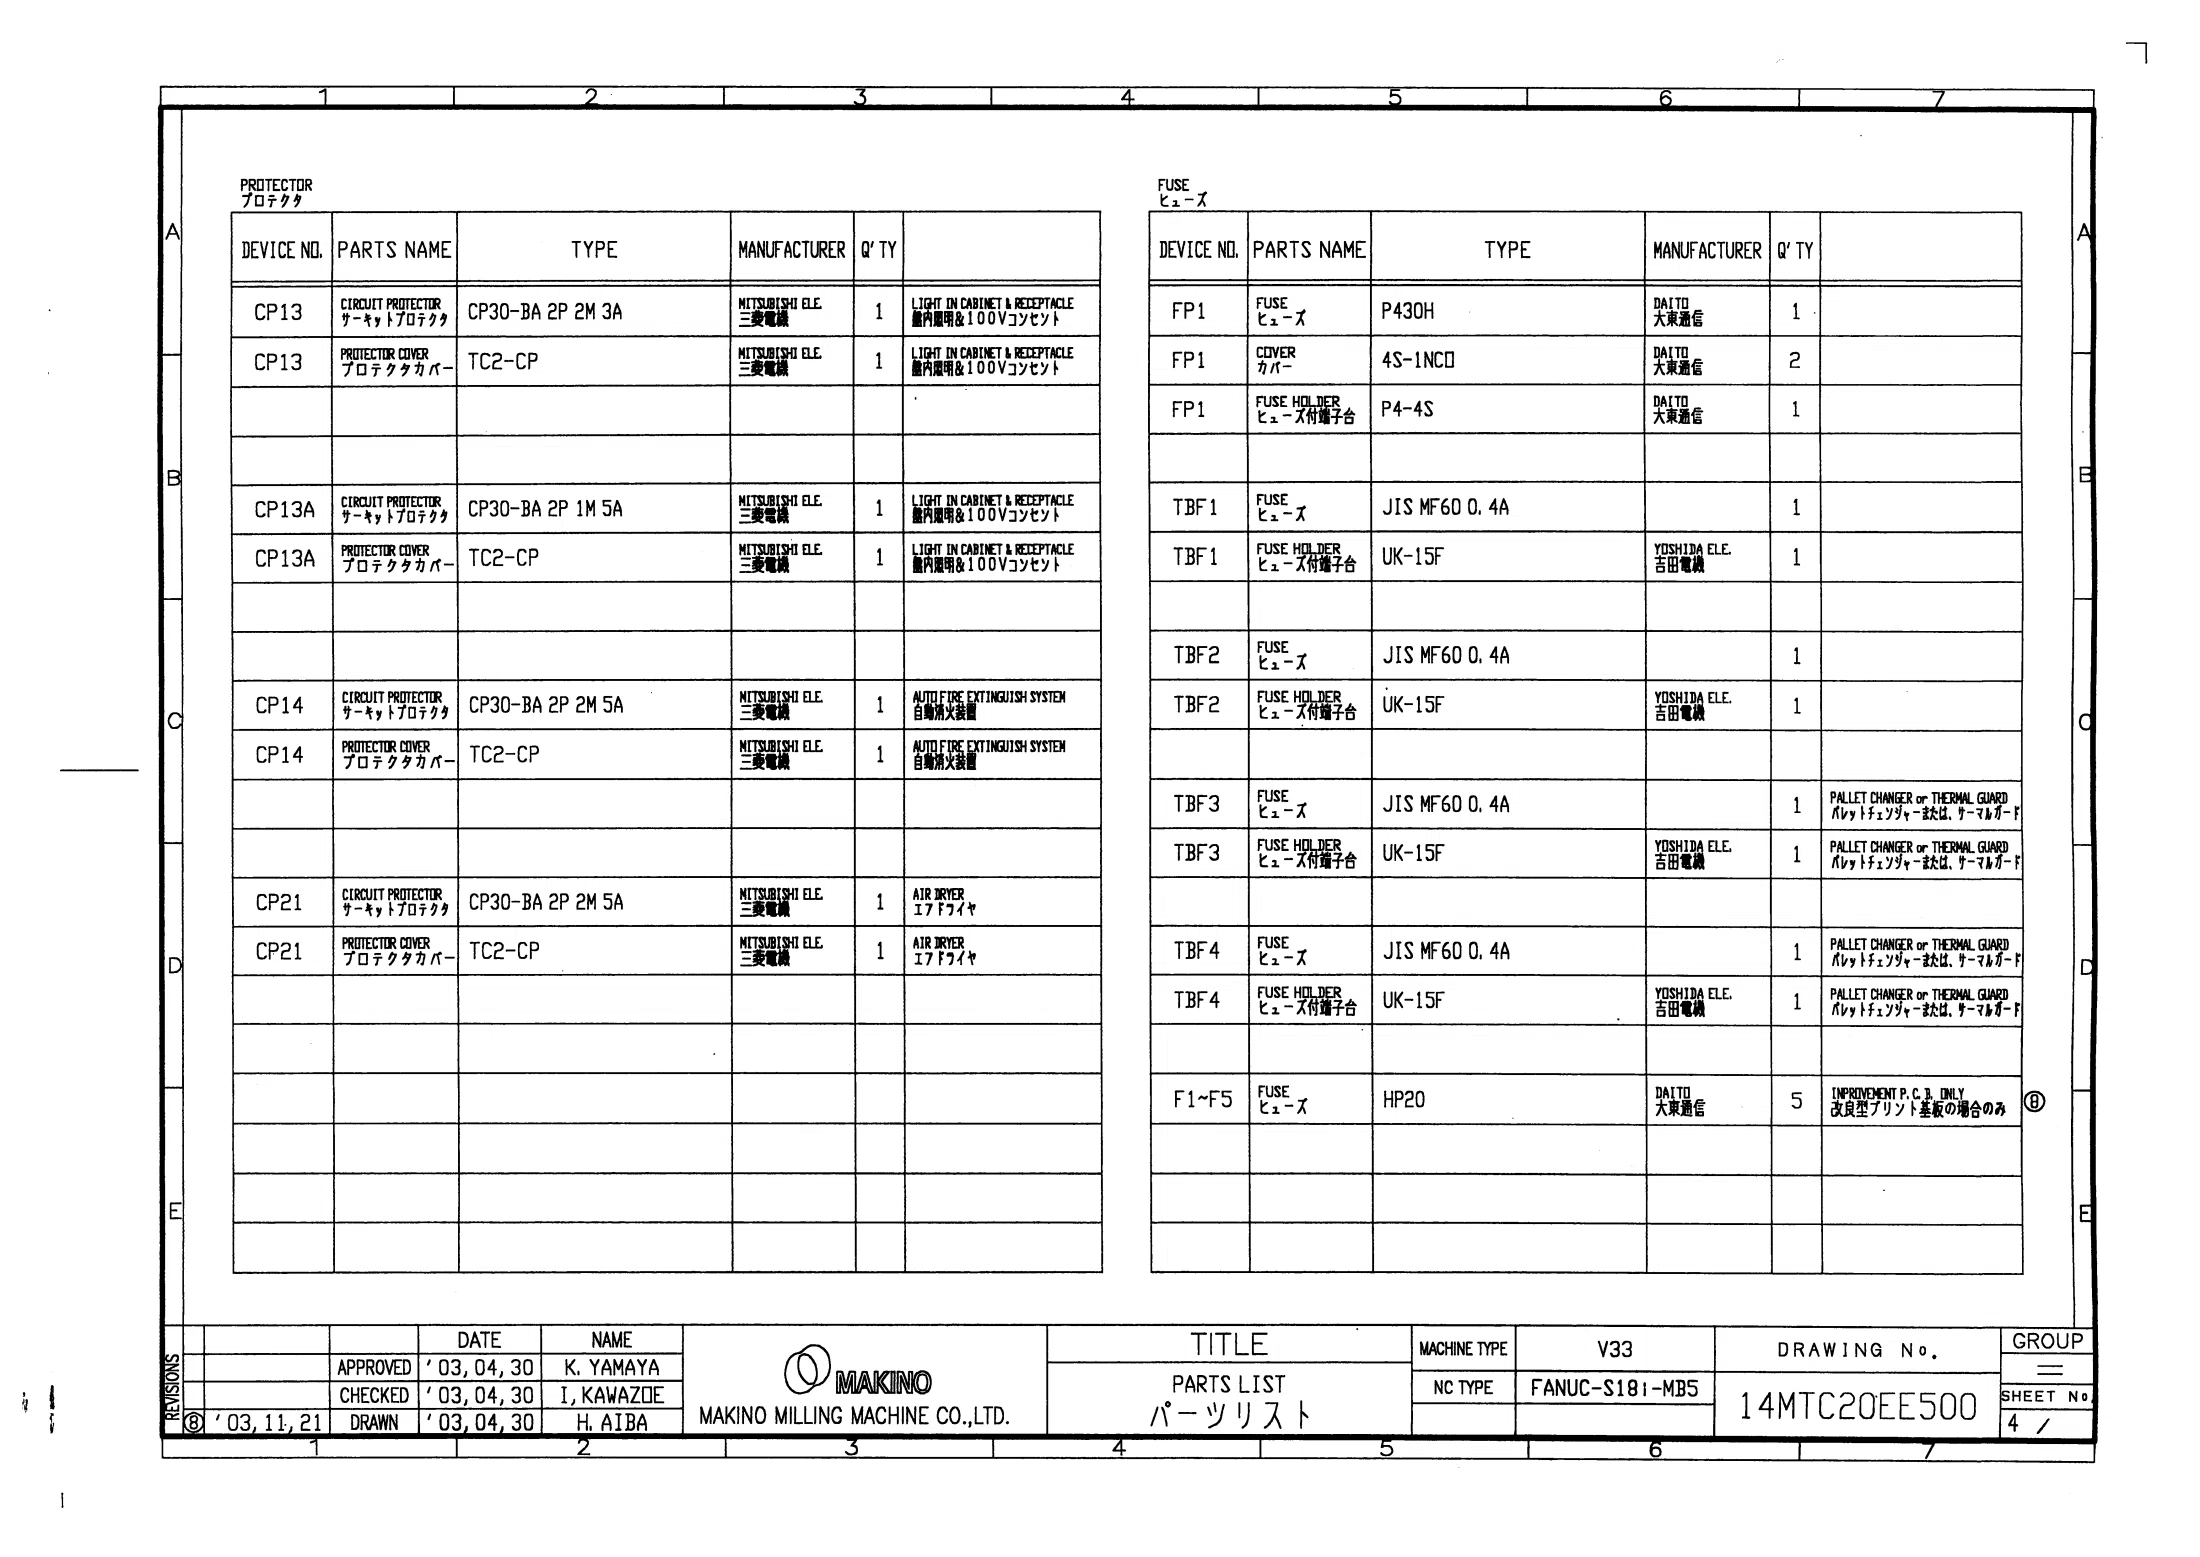 1 2 3 4 5 6 7
PROTECTOR
プロテクタ
DEVICE NO. PARTS NAME TYPE MANUFACTURER Q'TY
CP13 CIRCUIT PROTECTOR サーキットプロテクタ CP30-BA 2P 2M 3A MITSUBISHI ELE. 三菱電機 1 LIGHT IN CABINET & RECEPTACLE 盤内照明&100Vコンセント
CP13 PROTECTOR COVER プロテクタカバー TC2-CP MITSUBISHI ELE. 三菱電機 1 LIGHT IN CABINET & RECEPTACLE 盤内照明&100Vコンセント
CP13A CIRCUIT PROTECTOR サーキットプロテクタ CP30-BA 2P 1M 5A MITSUBISHI ELE. 三菱電機 1 LIGHT IN CABINET & RECEPTACLE 盤内照明&100Vコンセント
CP13A PROTECTOR COVER プロテクタカバー TC2-CP MITSUBISHI ELE. 三菱電機 1 LIGHT IN CABINET & RECEPTACLE 盤内照明&100Vコンセント
CP14 CIRCUIT PROTECTOR サーキットプロテクタ CP30-BA 2P 2M 5A MITSUBISHI ELE. 三菱電機 1 AUTO FIRE EXTINGUISH SYSTEM 自動消火装置
CP14 PROTECTOR COVER プロテクタカバー TC2-CP MITSUBISHI ELE. 三菱電機 1 AUTO FIRE EXTINGUISH SYSTEM 自動消火装置
CP21 CIRCUIT PROTECTOR サーキットプロテクタ CP30-BA 2P 2M 5A MITSUBISHI ELE. 三菱電機 1 AIR DRYER エアドライヤ
CP21 PROTECTOR COVER プロテクタカバー TC2-CP MITSUBISHI ELE. 三菱電機 1 AIR DRYER エアドライヤ
FUSE
ヒューズ
DEVICE NO. PARTS NAME TYPE MANUFACTURER Q'TY
FP1 FUSE ヒューズ P430H DAITO 大東通信 1
FP1 COVER カバー 4S-1NCO DAITO 大東通信 2
FP1 FUSE HOLDER ヒューズ付端子台 P4-4S DAITO 大東通信 1
TBF1 FUSE ヒューズ JIS MF60 0.4A 1
TBF1 FUSE HOLDER ヒューズ付端子台 UK-15F YOSHIDA ELE. 吉田電機 1
TBF2 FUSE ヒューズ JIS MF60 0.4A 1
TBF2 FUSE HOLDER ヒューズ付端子台 UK-15F YOSHIDA ELE. 吉田電機 1
TBF3 FUSE ヒューズ JIS MF60 0.4A 1 PALLET CHANGER or THERMAL GUARD パレットチェンジャーまたは、サーマルガード
TBF3 FUSE HOLDER ヒューズ付端子台 UK-15F YOSHIDA ELE. 吉田電機 1 PALLET CHANGER or THERMAL GUARD パレットチェンジャーまたは、サーマルガード
TBF4 FUSE ヒューズ JIS MF60 0.4A 1 PALLET CHANGER or THERMAL GUARD パレットチェンジャーまたは、サーマルガード
TBF4 FUSE HOLDER ヒューズ付端子台 UK-15F YOSHIDA ELE. 吉田電機 1 PALLET CHANGER or THERMAL GUARD パレットチェンジャーまたは、サーマルガード
F1~F5 FUSE ヒューズ HP20 DAITO 大東通信 5 INPROVEMENT P.C.B. ONLY 改良型プリント基板の場合のみ ⑧
A A
B B
C C
D D
E E
REVISIONS
DATE NAME
APPROVED '03,04,30 K. YAMAYA
CHECKED '03,04,30 I, KAWAZOE
⑧ '03,11,21 DRAWN '03,04,30 H. AIBA
MAKINO
MAKINO MILLING MACHINE CO.,LTD.
TITLE
PARTS LIST
パーツリスト
MACHINE TYPE V33
NC TYPE FANUC-S18i-MB5
DRAWING No.
14MTC20EE500
GROUP
SHEET No.
4 /
1 2 3 4 5 6 7